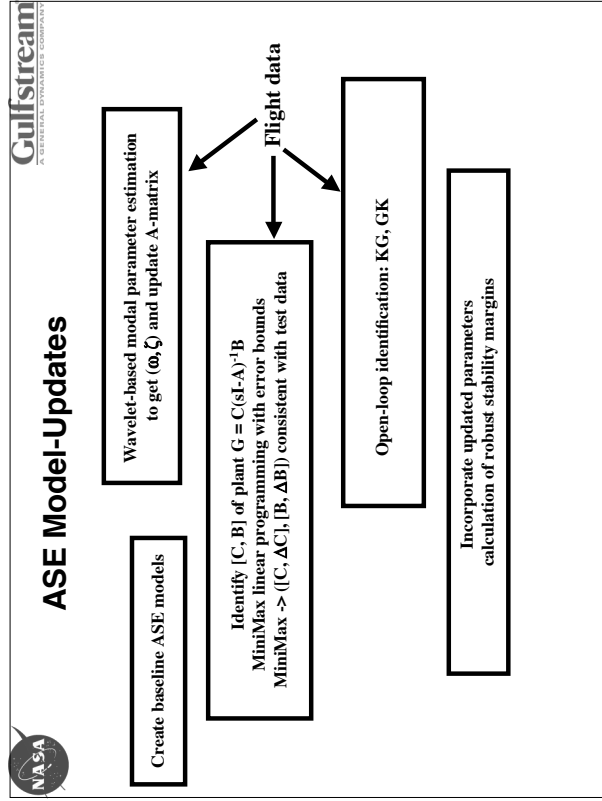 NASA
Gulfstream
A GENERAL DYNAMICS COMPANY
ASE Model-Updates
Create baseline ASE models
Wavelet-based modal parameter estimation
to get (ω,ζ) and update A-matrix
Identify [C, B] of plant G = C(sI-A)⁻¹B
MiniMax linear programming with error bounds
MiniMax -> ([C, ΔC], [B, ΔB]) consistent with test data
Flight data
Open-loop identification: KG, GK
Incorporate updated parameters
calculation of robust stability margins